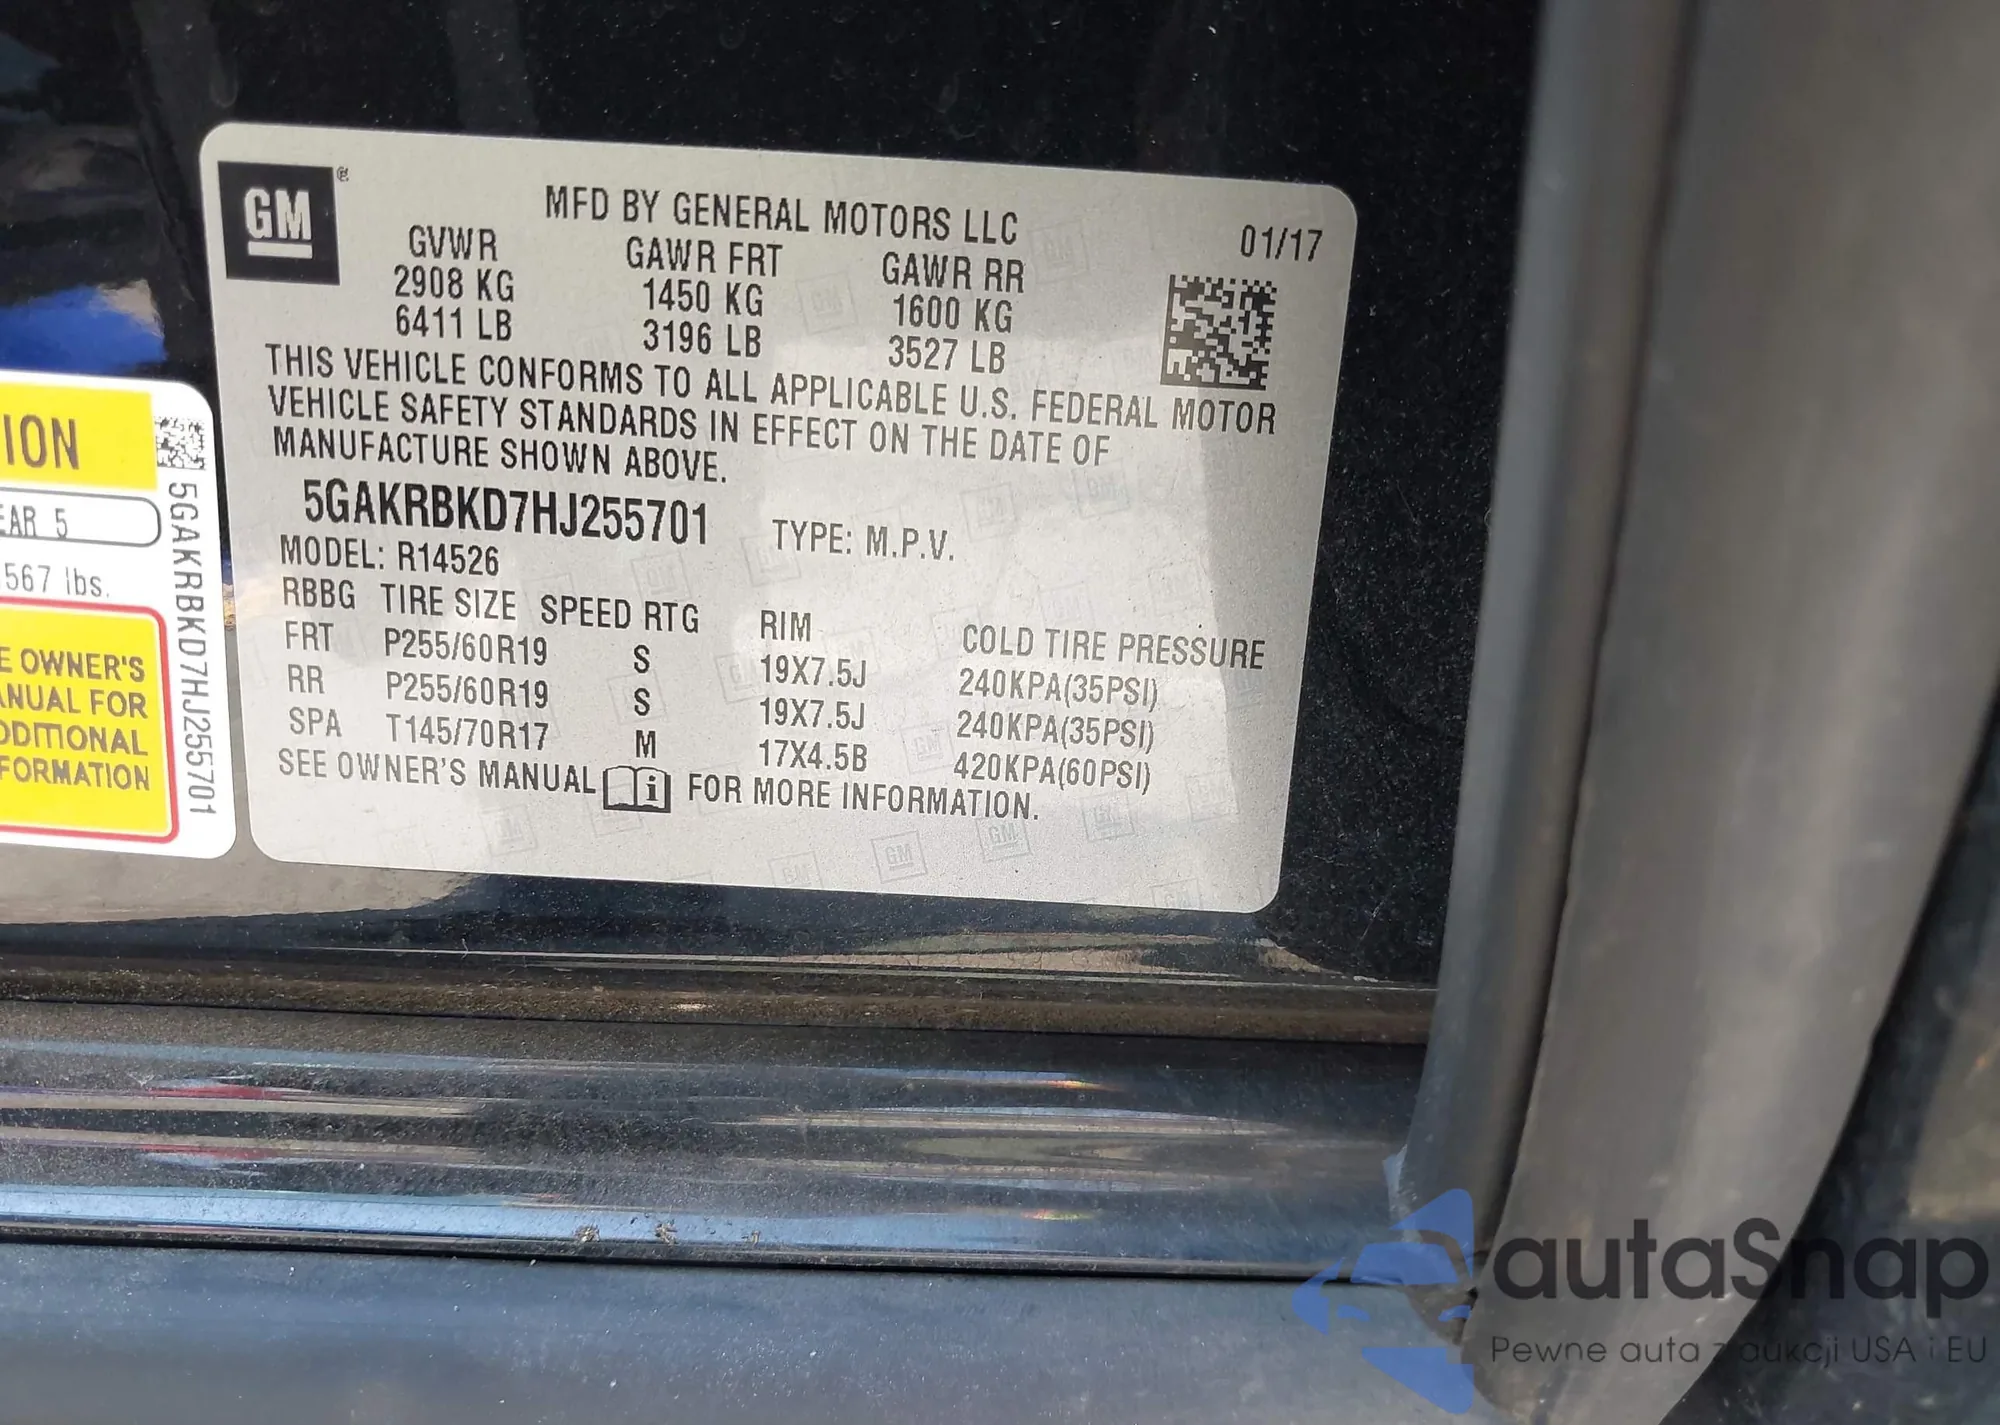 GM
MFD BY GENERAL MOTORS LLC
01/17
GVWR GAWR FRT GAWR RR
2908 KG 1450 KG 1600 KG
6411 LB 3196 LB 3527 LB
THIS VEHICLE CONFORMS TO ALL APPLICABLE U.S. FEDERAL MOTOR
VEHICLE SAFETY STANDARDS IN EFFECT ON THE DATE OF
MANUFACTURE SHOWN ABOVE.
5GAKRBKD7HJ255701 TYPE: M.P.V.
MODEL: R14526
RBBG TIRE SIZE SPEED RTG RIM COLD TIRE PRESSURE
FRT P255/60R19 S 19X7.5J 240KPA(35PSI)
RR P255/60R19 S 19X7.5J 240KPA(35PSI)
SPA T145/70R17 M 17X4.5B 420KPA(60PSI)
SEE OWNER'S MANUAL i FOR MORE INFORMATION.
ION
EAR 5
567 lbs.
E OWNER'S
ANUAL FOR
DDITIONAL
FORMATION
5GAKRBKD7HJ255701
autaSnap
Pewne auta z aukcji USA i EU